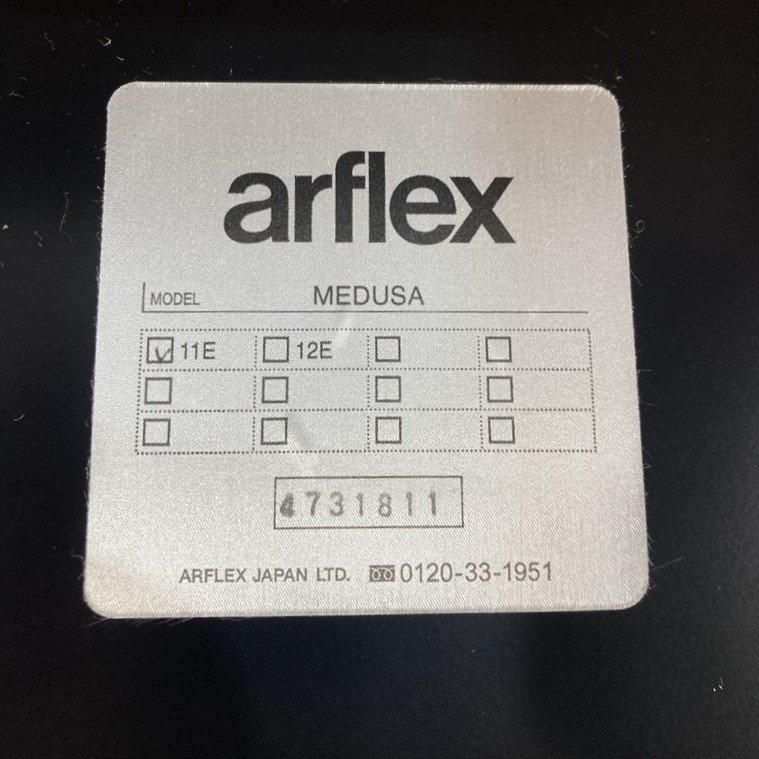 arflex
MODEL MEDUSA
☑ 11E ☐ 12E ☐ ☐
☐ ☐ ☐ ☐
☐ ☐ ☐ ☐
4731811
ARFLEX JAPAN LTD. 0120-33-1951